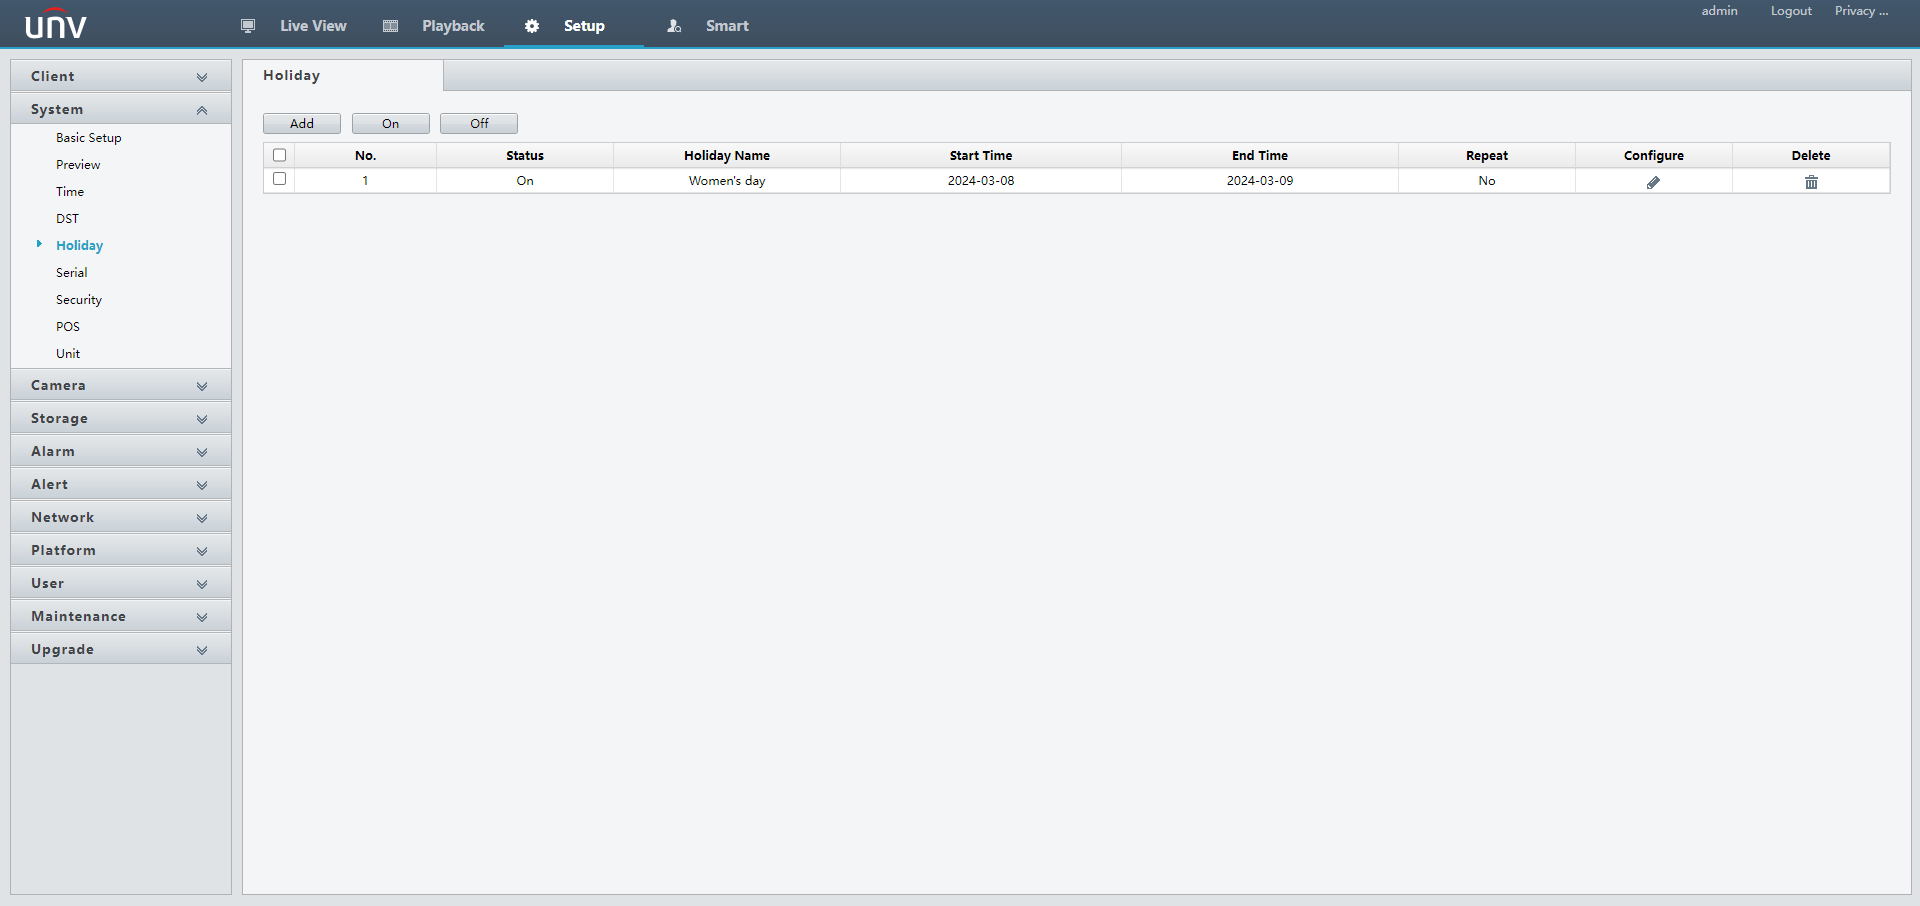 unv
Live View
Playback
Setup
Smart
admin
Logout
Privacy ...
Client
System
Basic Setup
Preview
Time
DST
Holiday
Serial
Security
POS
Unit
Camera
Storage
Alarm
Alert
Network
Platform
User
Maintenance
Upgrade
Holiday
Add On Off
No. Status Holiday Name Start Time End Time Repeat Configure Delete
1 On Women's day 2024-03-08 2024-03-09 No